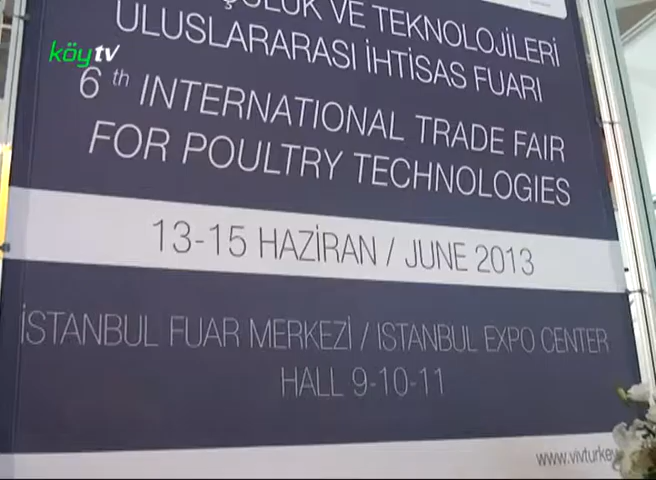 köytv
VE TEKNOLOJİLERİ
ULUSLARARASI İHTİSAS FUARI
6th INTERNATIONAL TRADE FAIR
FOR POULTRY TECHNOLOGIES
13-15 HAZİRAN / JUNE 2013
İSTANBUL FUAR MERKEZİ / ISTANBUL EXPO CENTER
HALL 9-10-11
www.vivturkey